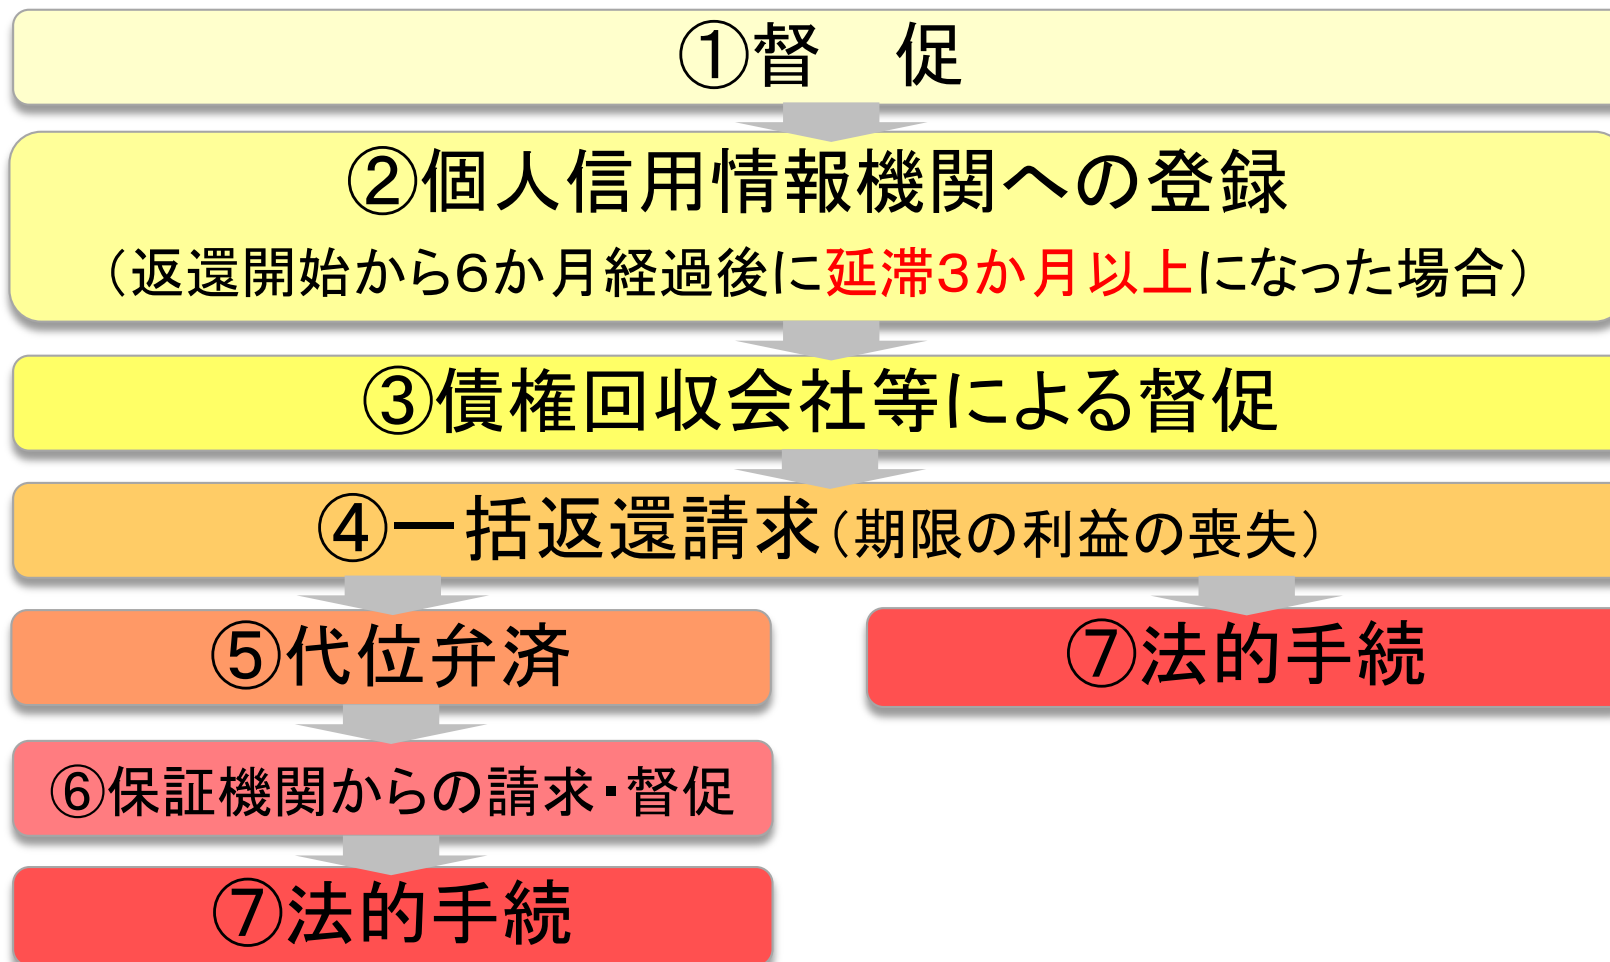 ①督　促
②個人信用情報機関への登録
（返還開始から６か月経過後に延滞３か月以上になった場合）
③債権回収会社等による督促
④一括返還請求（期限の利益の喪失）
⑤代位弁済
⑦法的手続
⑥保証機関からの請求・督促
⑦法的手続